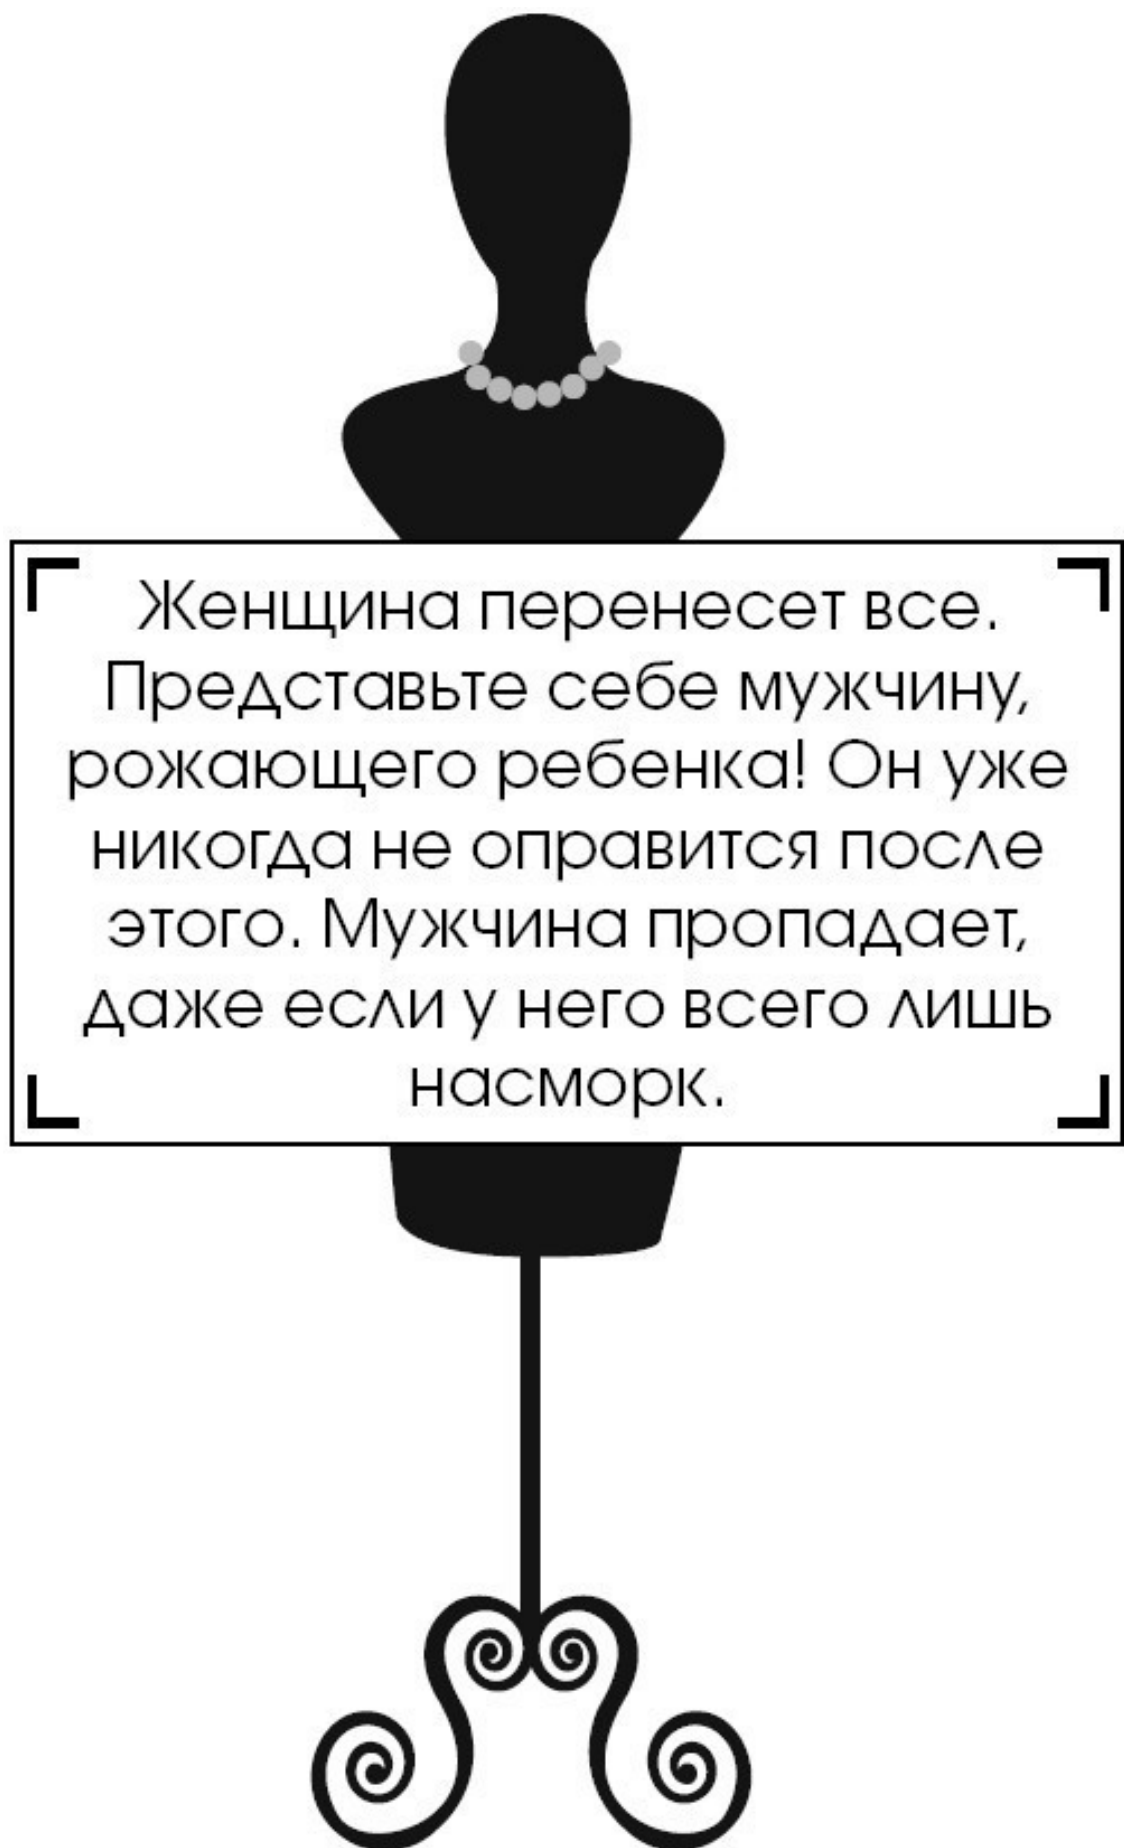 Женщина перенесет все.
Представьте себе мужчину,
рожающего ребенка! Он уже
никогда не оправится после
этого. Мужчина пропадает,
даже если у него всего лишь
насморк.